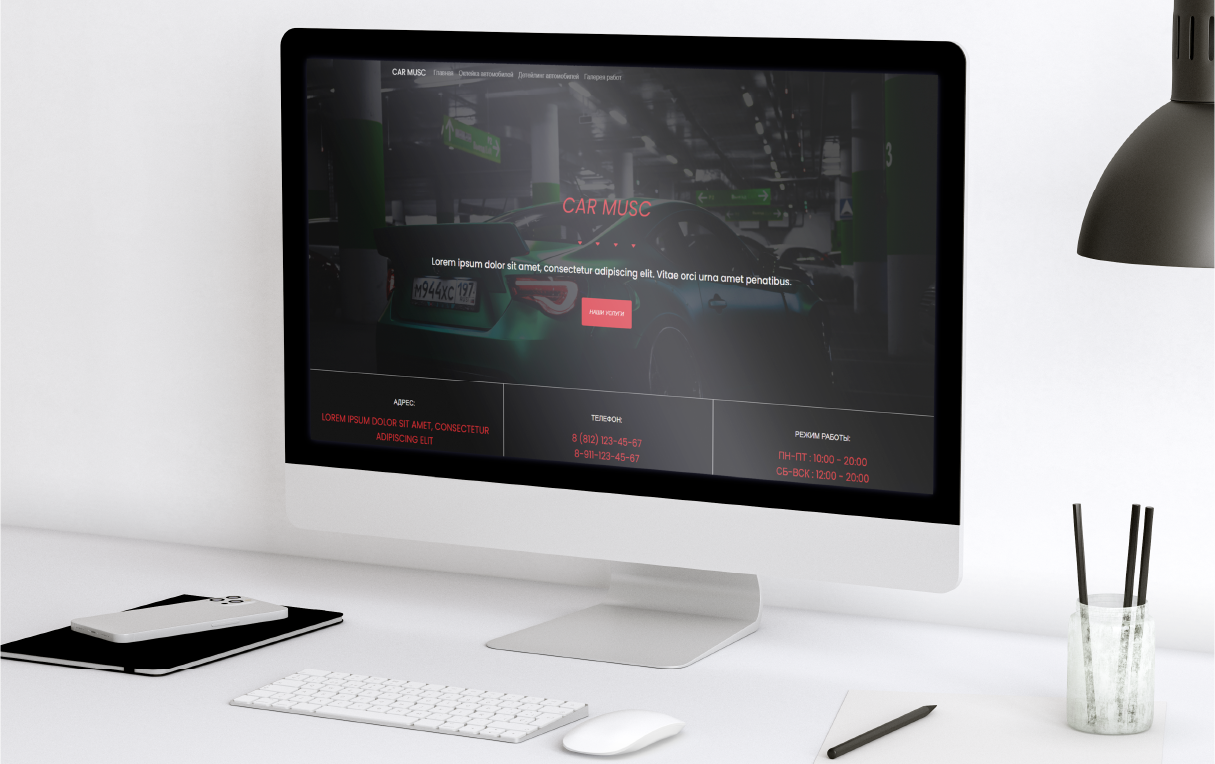 CAR MUSC Главная Оклейка автомобилей Детейлинг автомобилей Галерея работ
3
CAR MUSC
Lorem ipsum dolor sit amet, consectetur adipiscing elit. Vitae orci urna amet penatibus.
М944ХС 197
НАШИ УСЛУГИ
АДРЕС:
LOREM IPSUM DOLOR SIT AMET, CONSECTETUR
ADIPISCING ELIT
ТЕЛЕФОН:
8 (812) 123-45-67
8-911-123-45-67
РЕЖИМ РАБОТЫ:
ПН-ПТ : 10:00 - 20:00
СБ-ВСК : 12:00 - 20:00